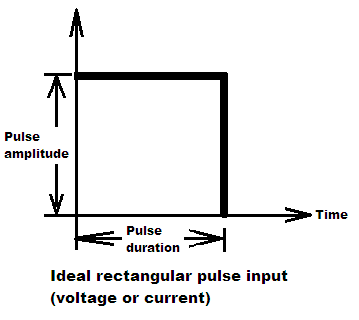 Pulse
amplitude
Time
Pulse
duration
Ideal rectangular pulse input
(voltage or current)